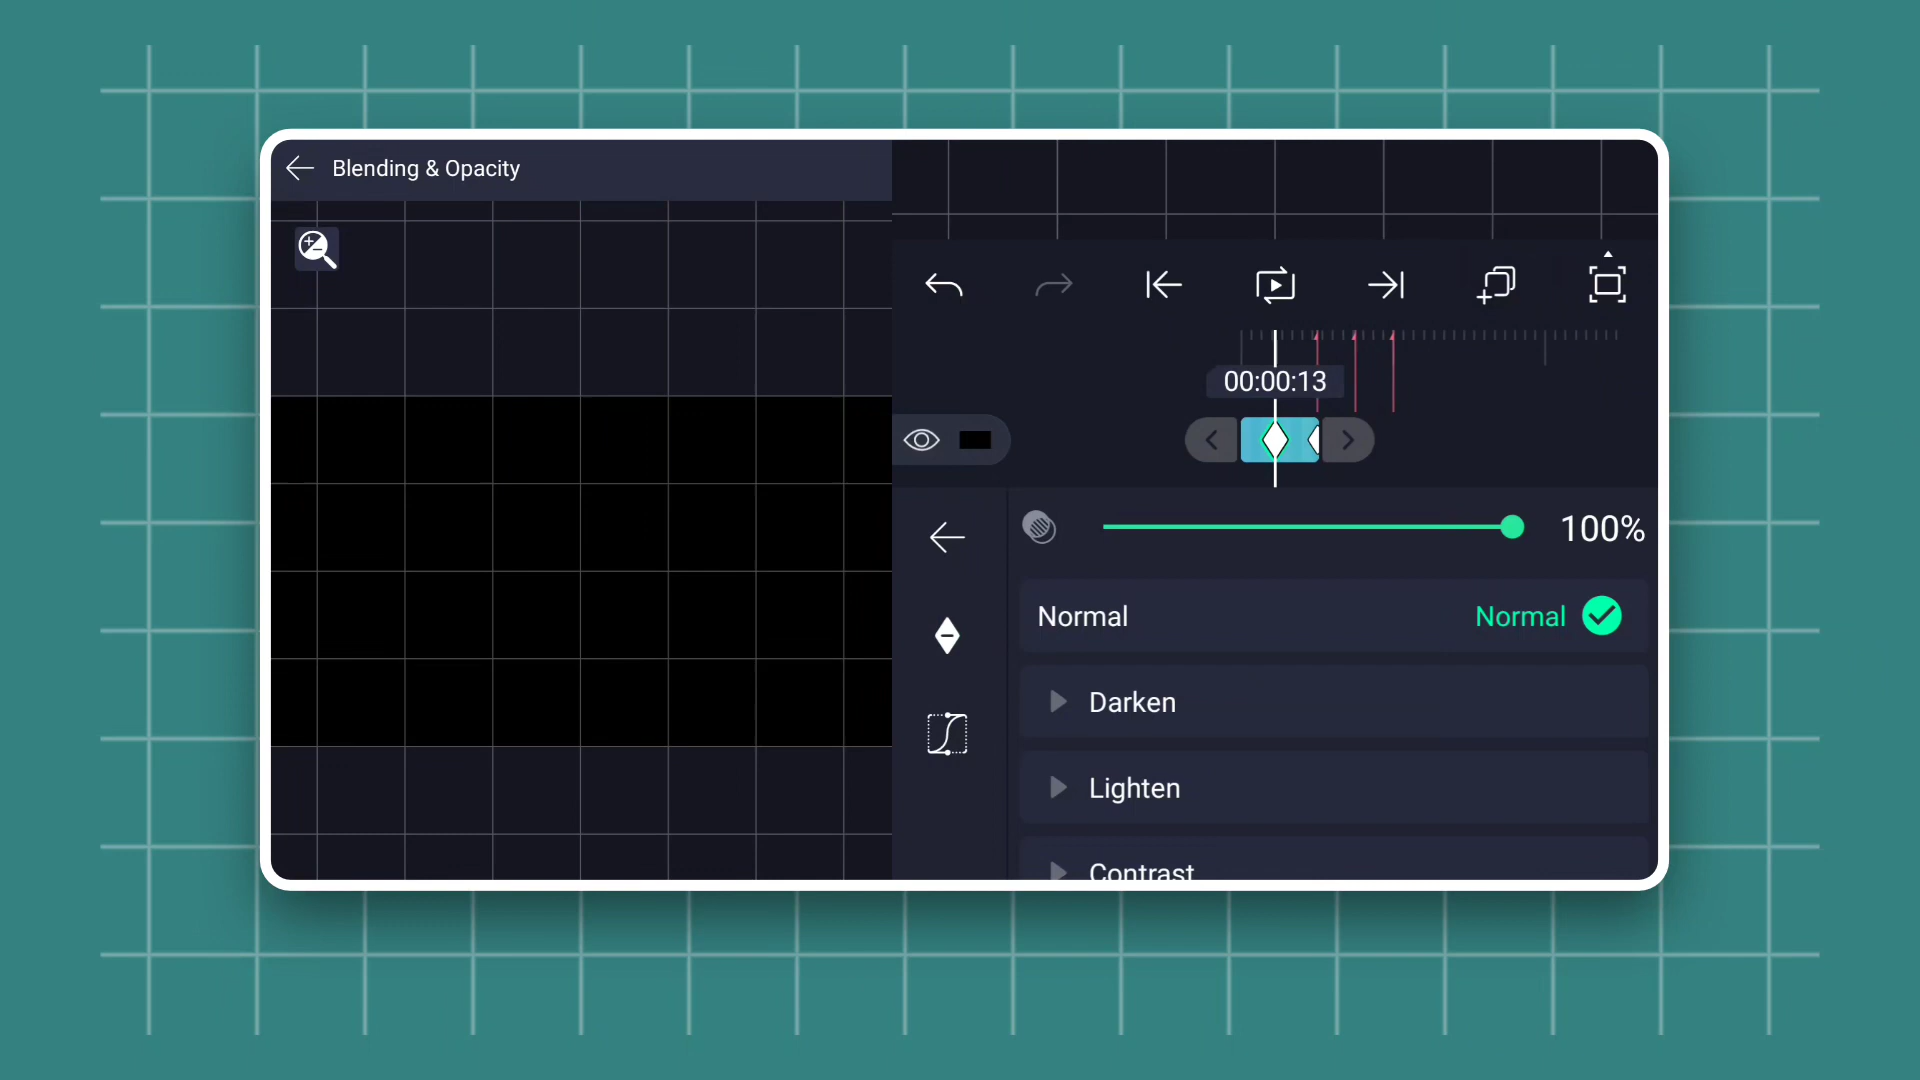 Blending & Opacity
00:00:13
100%
Normal
Normal
Darken
Lighten
Contrast